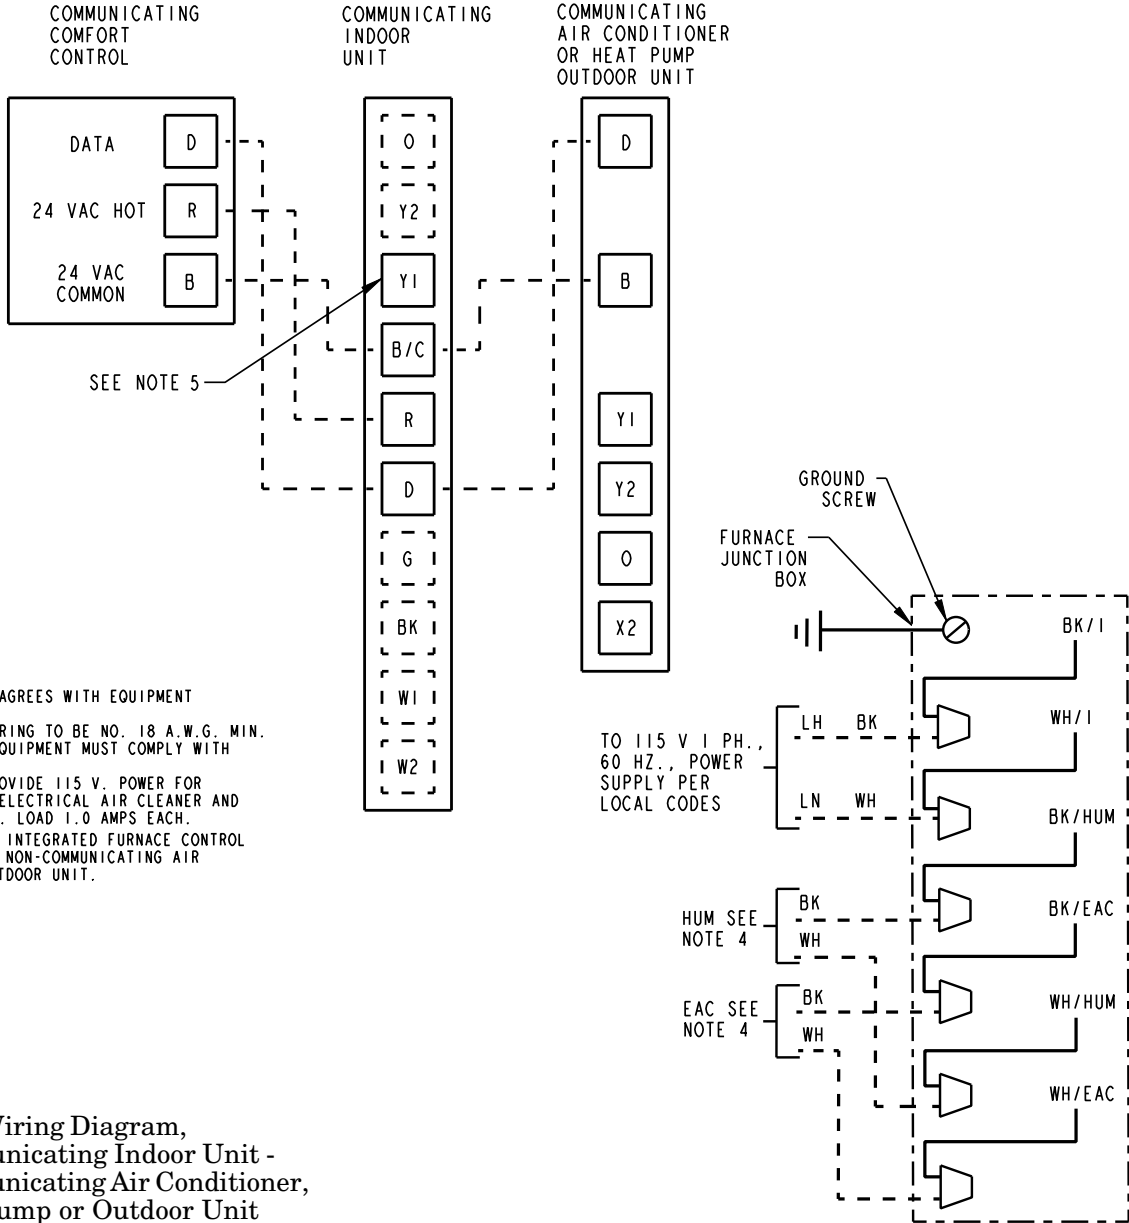 COMMUNICATING
COMFORT
CONTROL
COMMUNICATING
INDOOR
UNIT
COMMUNICATING
AIR CONDITIONER
OR HEAT PUMP
OUTDOOR UNIT
DATA
D
24 VAC HOT
R
24 VAC
COMMON
B
SEE NOTE 5
O
Y2
Y1
B/C
R
D
G
BK
W1
W2
D
B
Y1
Y2
O
X2
GROUND
SCREW
FURNACE
JUNCTION
BOX
BK/1
WH/1
BK/HUM
BK/EAC
WH/HUM
WH/EAC
TO 115 V 1 PH.,
60 HZ., POWER
SUPPLY PER
LOCAL CODES
LH BK
LN WH
HUM SEE
NOTE 4
BK
WH
EAC SEE
NOTE 4
BK
WH
AGREES WITH EQUIPMENT
RING TO BE NO. 18 A.W.G. MIN.
QUIPMENT MUST COMPLY WITH
OVIDE 115 V. POWER FOR
ELECTRICAL AIR CLEANER AND
. LOAD 1.0 AMPS EACH.
INTEGRATED FURNACE CONTROL
NON-COMMUNICATING AIR
TDOOR UNIT.
Wiring Diagram,
unicating Indoor Unit -
unicating Air Conditioner,
ump or Outdoor Unit